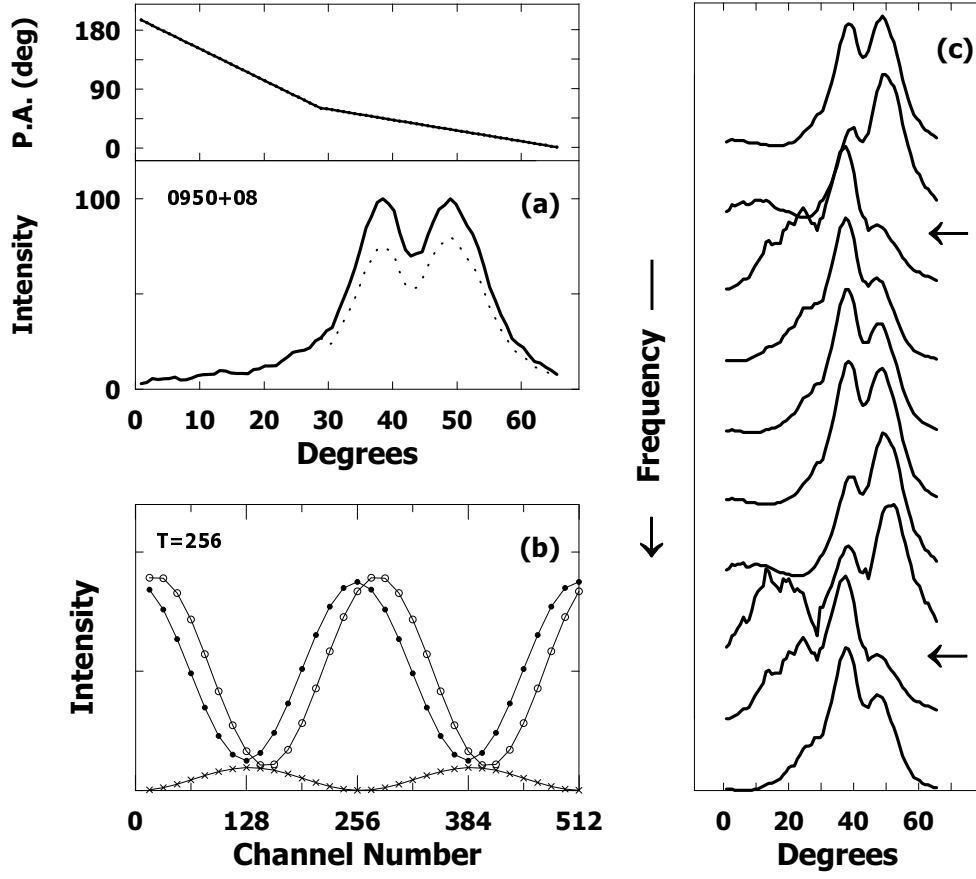 P.A. (deg)
180
90
0
0950+08
(a)
Intensity
100
0
0 10 20 30 40 50 60
Degrees
T=256
(b)
Intensity
0 128 256 384 512
Channel Number
(c)
Frequency
0 20 40 60
Degrees